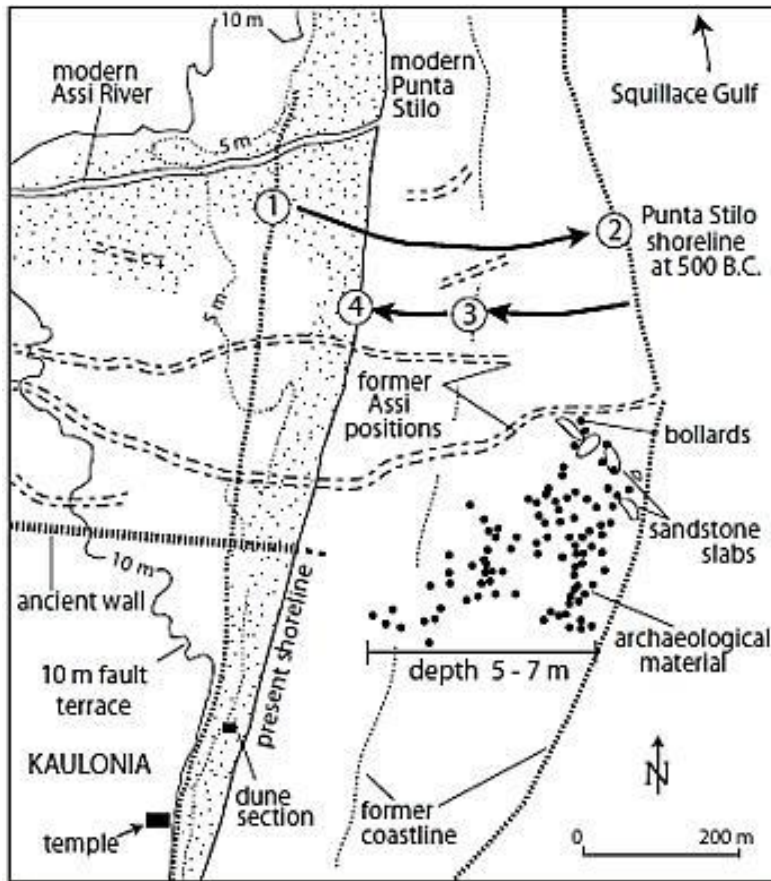 10 m
modern
Assi River
modern
Punta
Stilo
Squillace Gulf
5 m
1
2
Punta Stilo
shoreline
at 500 B.C.
5 m
4
3
former
Assi
positions
bollards
sandstone
slabs
10 m
ancient wall
present shoreline
archaeological
material
10 m fault
terrace
depth 5 - 7 m
KAULONIA
dune
section
former
coastline
N
temple
0
200 m